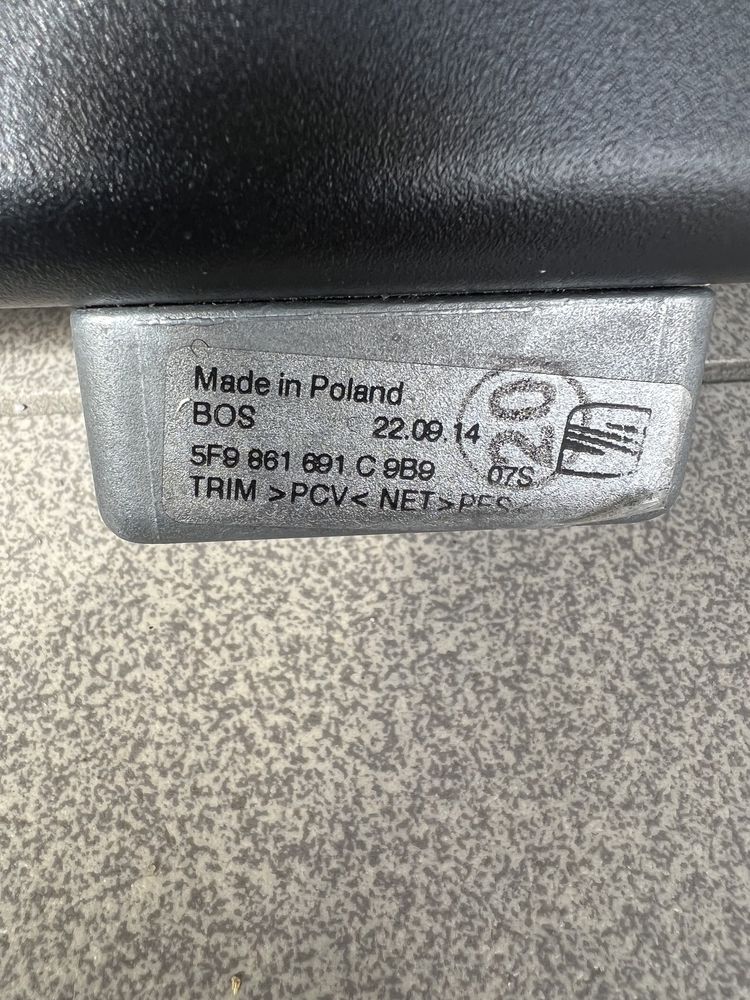 Made in Poland
BOS 22.09.14
20
5F9 861 691 C 9B9 07S
TRIM >PCV< NET>PES